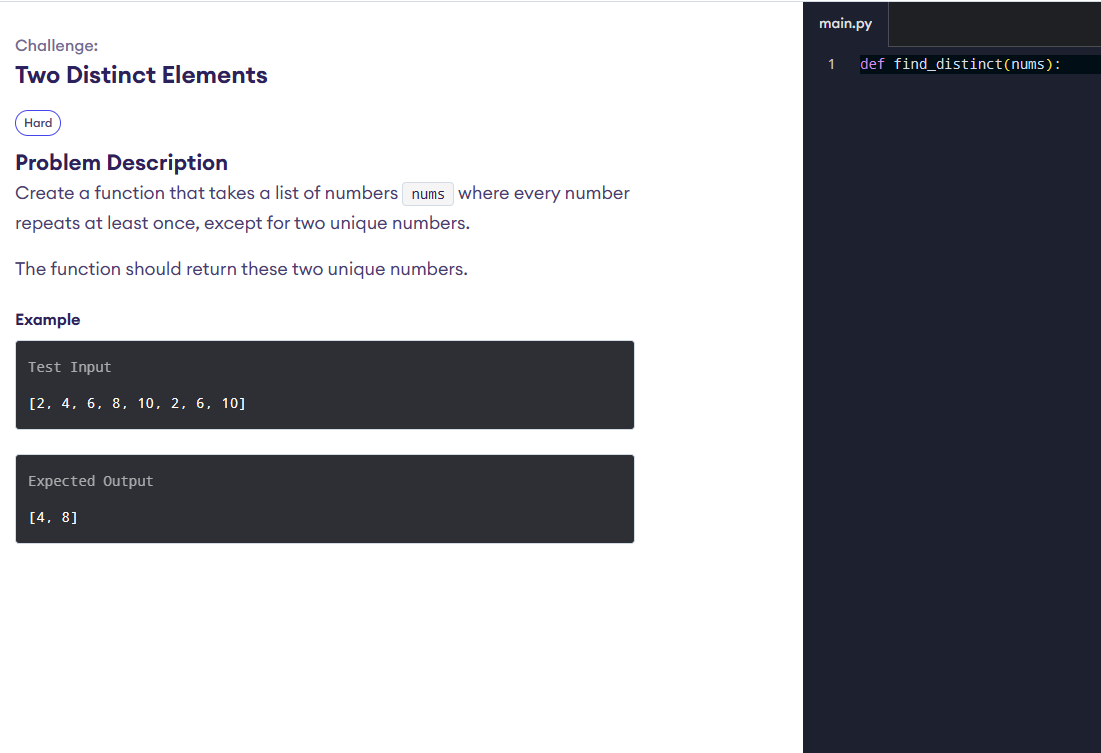 Challenge:
Two Distinct Elements
Hard
Problem Description
Create a function that takes a list of numbers nums where every number
repeats at least once, except for two unique numbers.
The function should return these two unique numbers.
Example
Test Input
[2, 4, 6, 8, 10, 2, 6, 10]
Expected Output
[4, 8]
main.py
1 def find_distinct(nums):